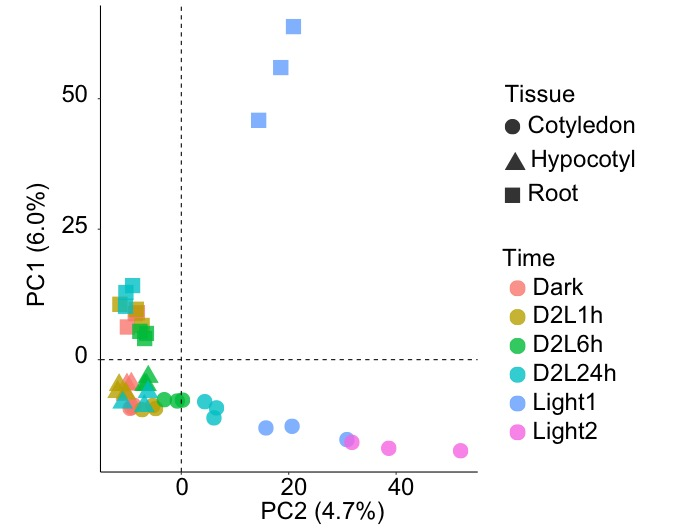 50
25
0
0
20
40
PC1 (6.0%)
PC2 (4.7%)
Tissue
Cotyledon
Hypocotyl
Root
Time
Dark
D2L1h
D2L6h
D2L24h
Light1
Light2